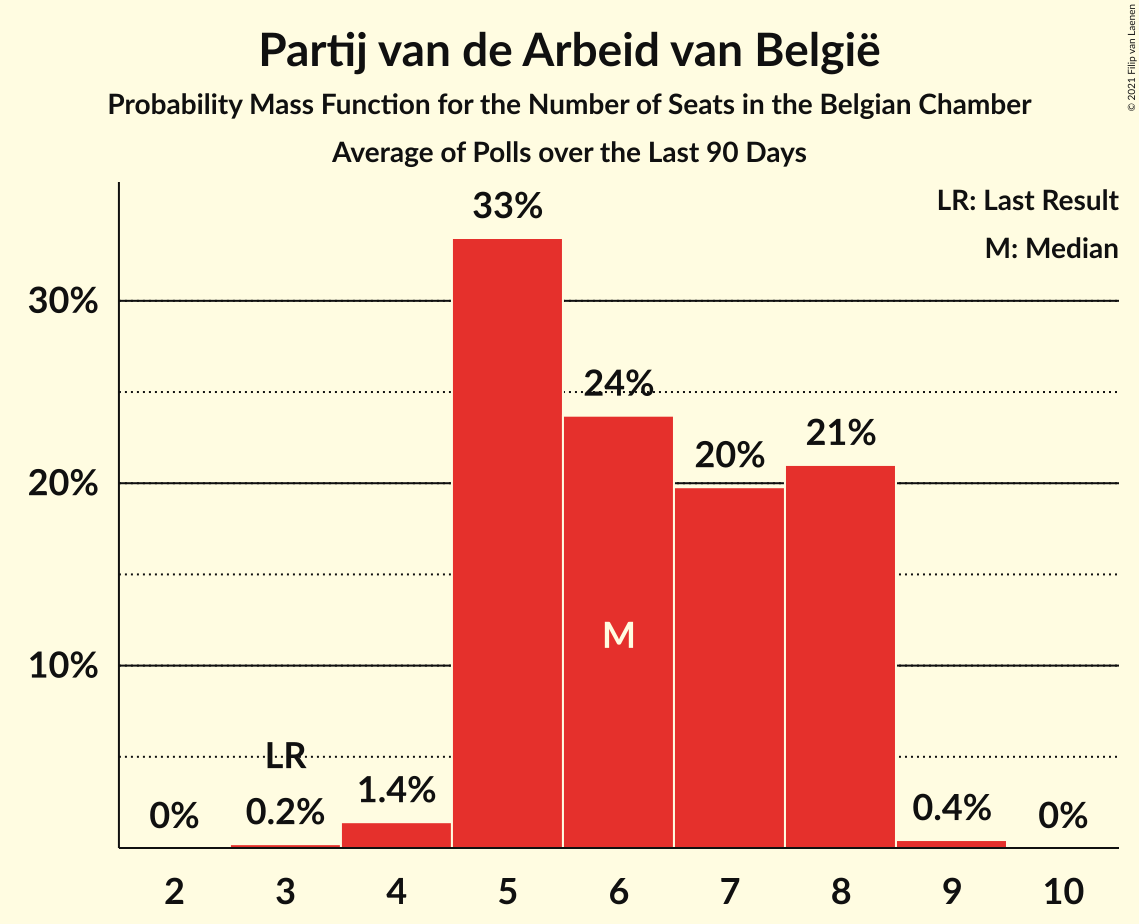 Partij van de Arbeid van België
Probability Mass Function for the Number of Seats in the Belgian Chamber
Average of Polls over the Last 90 Days
© 2021 Filip van Laenen
LR: Last Result
M: Median
33%
30%
24%
21%
20%
20%
M
10%
LR
1.4%
0.4%
0.2%
0%
0%
2 3 4 5 6 7 8 9 10